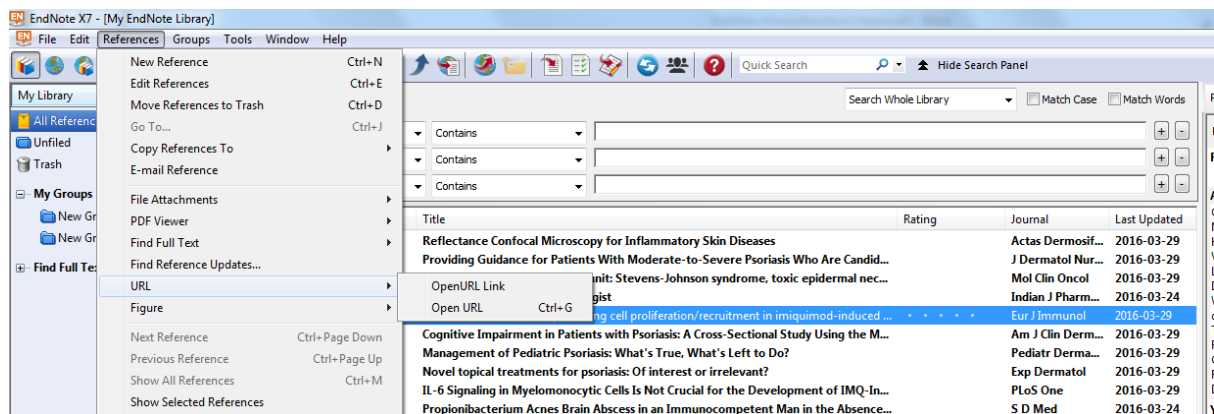 EndNote X7 - [My EndNote Library]
File Edit References Groups Tools Window Help
Quick Search Hide Search Panel
My Library
Search Whole Library Match Case Match Words
All Referenc
Unfiled
Trash
My Groups
New Gr
New Gr
Find Full Te
New Reference Ctrl+N
Edit References Ctrl+E
Move References to Trash Ctrl+D
Go To... Ctrl+J
Copy References To
E-mail Reference
File Attachments
PDF Viewer
Find Full Text
Find Reference Updates...
URL
Figure
Next Reference Ctrl+Page Down
Previous Reference Ctrl+Page Up
Show All References Ctrl+M
Show Selected References
OpenURL Link
Open URL Ctrl+G
Contains + -
Contains + -
Contains + -
Title Rating Journal Last Updated
Reflectance Confocal Microscopy for Inflammatory Skin Diseases Actas Dermosif... 2016-03-29
Providing Guidance for Patients With Moderate-to-Severe Psoriasis Who Are Candid... J Dermatol Nur... 2016-03-29
nit: Stevens-Johnson syndrome, toxic epidermal nec... Mol Clin Oncol 2016-03-29
gist Indian J Pharm... 2016-03-24
ng cell proliferation/recruitment in imiquimod-induced ... Eur J Immunol 2016-03-29
Cognitive Impairment in Patients with Psoriasis: A Cross-Sectional Study Using the M... Am J Clin Derm... 2016-03-29
Management of Pediatric Psoriasis: What's True, What's Left to Do? Pediatr Derma... 2016-03-29
Novel topical treatments for psoriasis: Of interest or irrelevant? Exp Dermatol 2016-03-29
IL-6 Signaling in Myelomonocytic Cells Is Not Crucial for the Development of IMQ-In... PLoS One 2016-03-29
Propionibacterium Acnes Brain Abscess in an Immunocompetent Man in the Absence... S D Med 2016-03-24